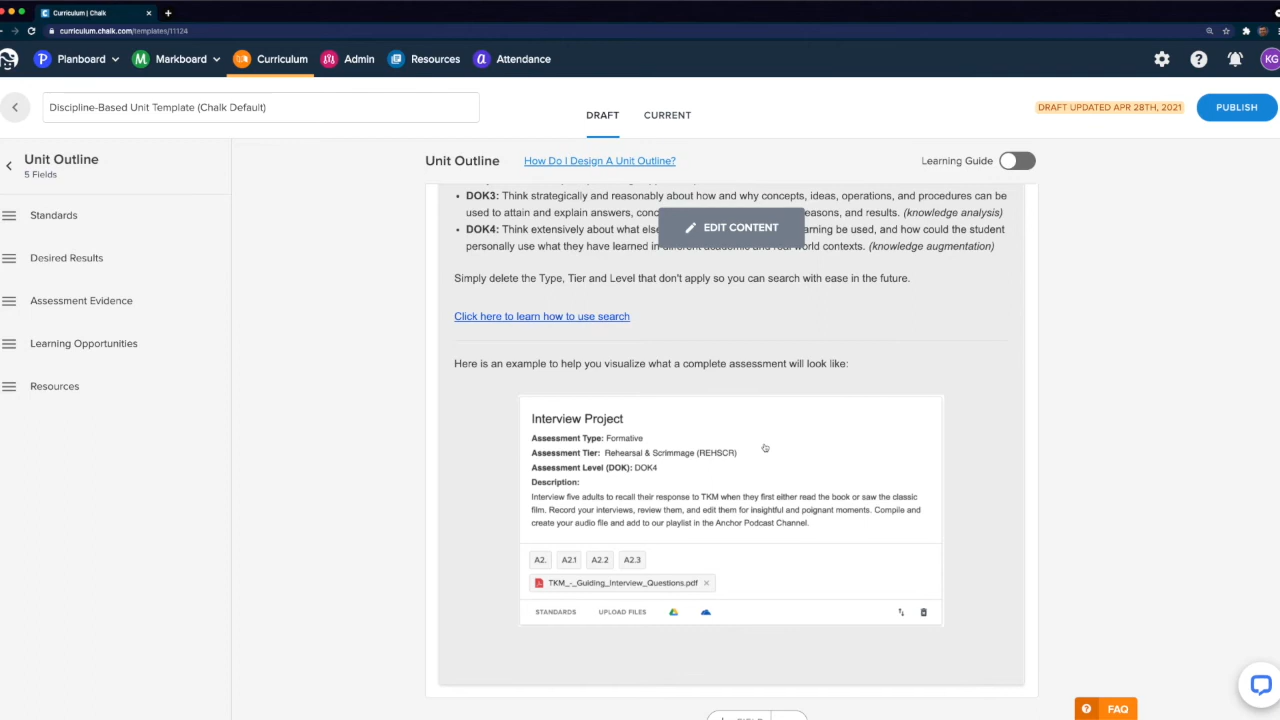 Curriculum | Chalk
curriculum.chalk.com/templates/11124
Planboard
Markboard
Curriculum
Admin
Resources
Attendance
KG
Discipline-Based Unit Template (Chalk Default)
DRAFT
CURRENT
DRAFT UPDATED APR 28TH, 2021
PUBLISH
Unit Outline
5 Fields
Standards
Desired Results
Assessment Evidence
Learning Opportunities
Resources
Unit Outline
How Do I Design A Unit Outline?
Learning Guide
DOK3: Think strategically and reasonably about how and why concepts, ideas, operations, and procedures can be
used to attain and explain answers, reasons, and results. (knowledge analysis)
EDIT CONTENT
DOK4: Think extensively about what learning be used, and how could the student
personally use what they have learned in different academic and real world contexts. (knowledge augmentation)
Simply delete the Type, Tier and Level that don't apply so you can search with ease in the future.
Click here to learn how to use search
Here is an example to help you visualize what a complete assessment will look like:
Interview Project
Assessment Type: Formative
Assessment Tier: Rehearsal & Scrimmage (REHSCR)
Assessment Level (DOK): DOK4
Description:
Interview five adults to recall their response to TKM when they first either read the book or saw the classic
film. Record your interviews, review them, and edit them for insightful and poignant moments. Compile and
create your audio file and add to our playlist in the Anchor Podcast Channel.
A2. A2.1 A2.2 A2.3
TKM_-_Guiding_Interview_Questions.pdf
STANDARDS UPLOAD FILES
FAQ